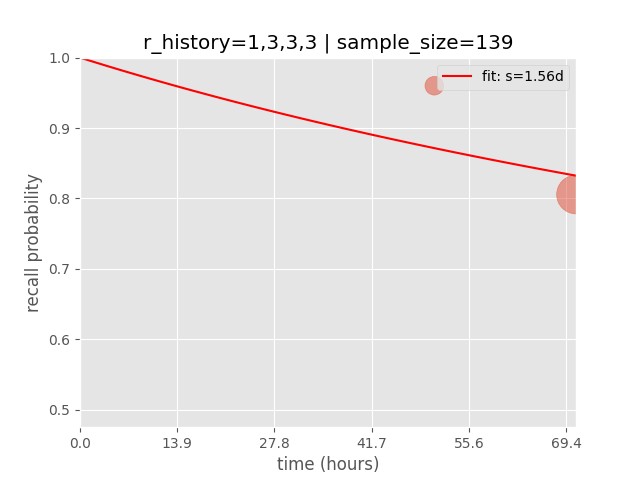 r_history=1,3,3,3 | sample_size=139
fit: s=1.56d
recall probability
1.0
0.9
0.8
0.7
0.6
0.5
0.0 13.9 27.8 41.7 55.6 69.4
time (hours)